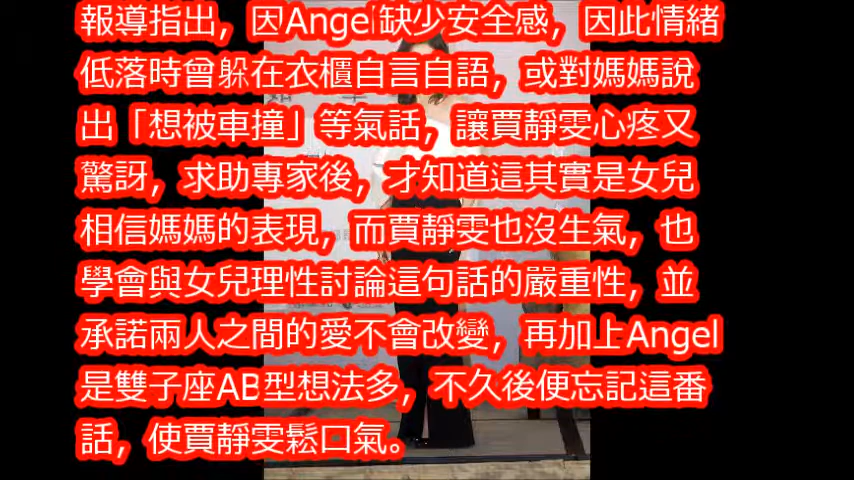 報導指出，因Angel缺少安全感，因此情緒
低落時曾躲在衣櫃自言自語，或對媽媽說
出「想被車撞」等氣話，讓賈靜雯心疼又
驚訝，求助專家後，才知道這其實是女兒
相信媽媽的表現，而賈靜雯也沒生氣，也
學會與女兒理性討論這句話的嚴重性，並
承諾兩人之間的愛不會改變，再加上Angel
是雙子座AB型想法多，不久後便忘記這番
話，使賈靜雯鬆口氣。